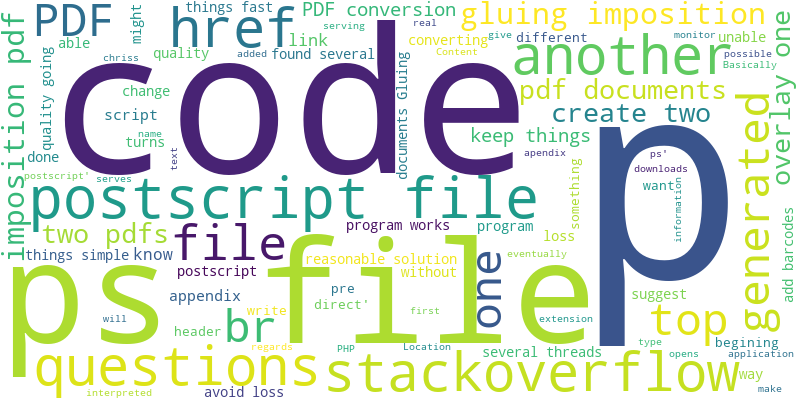 things fast
PDF conversion
gluing imposition
PDF
href
might
serving
real
give
monitor
link
converting
different
unable
able
chriss
quality
added
found several
Content
another
possible
Basically
code
p
change
pdf documents
script
create two
turns
keep things
done
name
text
documents Gluing
apendix
ps'
downloads
postscript'
serves
want
quality going
imposition pdf
postscript file
generated
overlay one
add barcodes
information
something
two pdfs
file
program works
program
loss
things simple
know
reasonable solution
eventually
postscript
without
ps file
one
appendix
pre
direct'
write
suggest
top
will
br
first
extension
header
begining
regards
PHP
Location
type
opens
application
questions
several threads
way
stackoverflow
interpreted
avoid loss
make